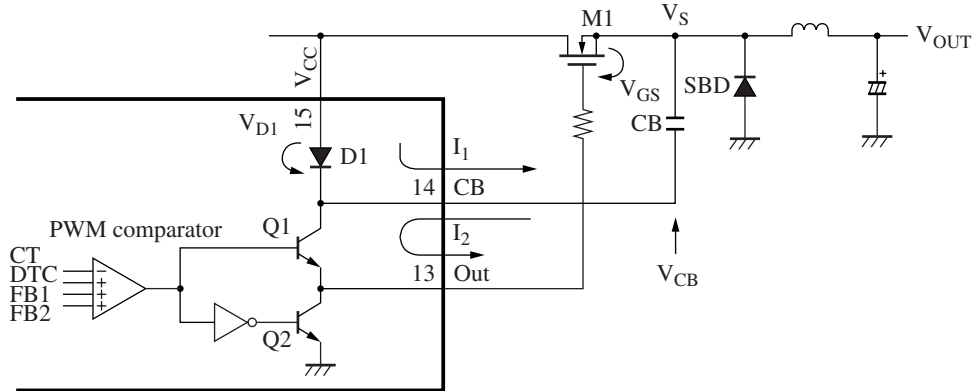 M1
V_S
V_OUT
V_CC
V_GS
SBD
V_D1
15
CB
D1
I_1
14
CB
PWM comparator
Q1
I_2
V_CB
CT
DTC
FB1
FB2
−
+
+
+
13
Out
Q2
+